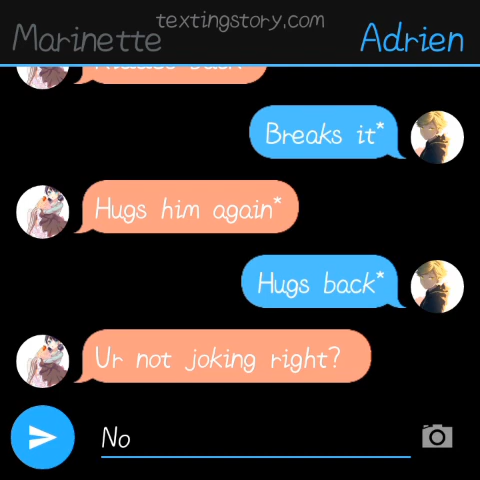 textingstory.com
Marinette
Adrien
Breaks it*
Hugs him again*
Hugs back*
Ur not joking right?
No